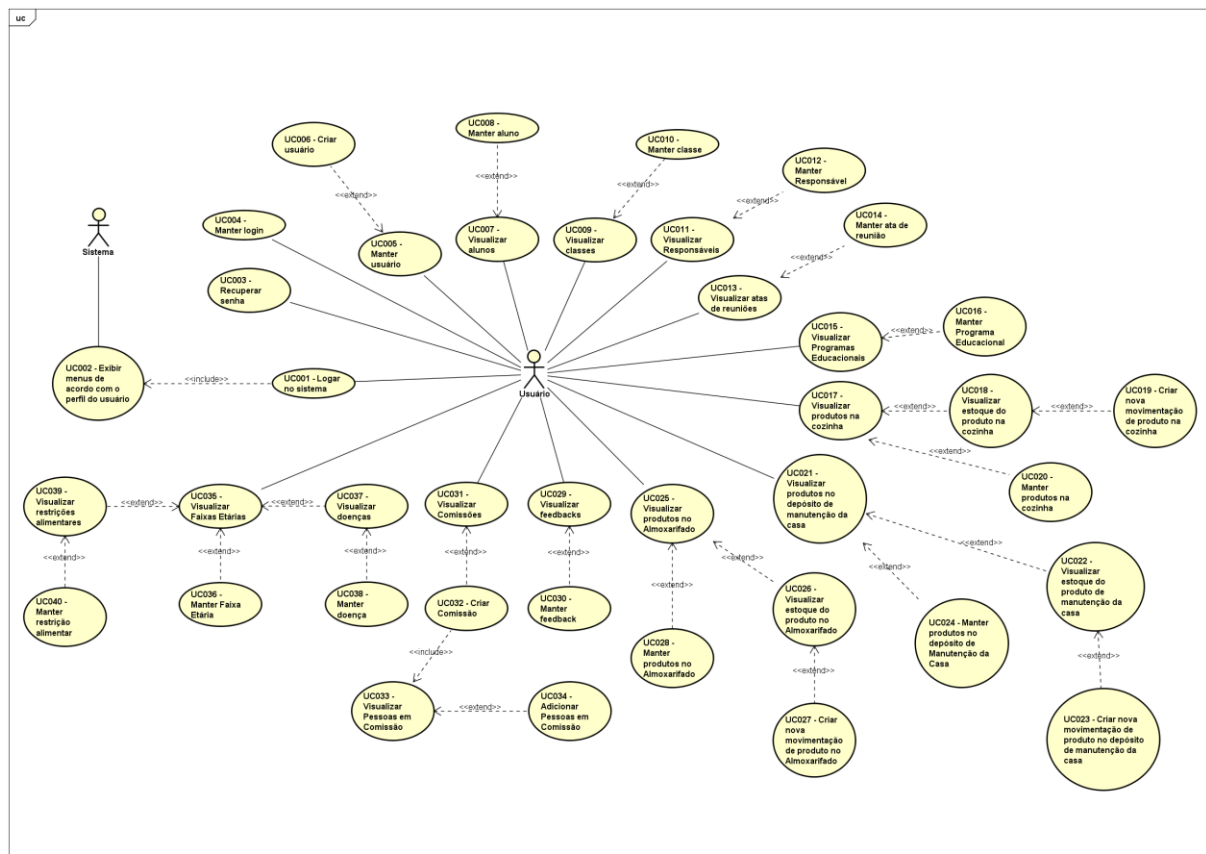 uc
UC008 -
Manter aluno
UC006 - Criar
usuário
UC010 -
Manter classe
UC012 -
Manter
Responsável
<<extend>>
<<extend>>
<<extend>>
<<extend>>
UC014 -
Manter ata de
reunião
Sistema
UC004 -
Manter login
UC005 -
Manter
usuário
UC007 -
Visualizar
alunos
UC009 -
Visualizar
classes
UC011 -
Visualizar
Responsáveis
<<extend>>
UC003 -
Recuperar
senha
UC013 -
Visualizar atas
de reuniões
UC015 -
Visualizar
Programas
Educacionais
<<extend>>
UC016 -
Manter
Programa
Educacional
UC002 - Exibir
menus de
acordo com o
perfil do usuário
<<include>>
UC001 - Logar
no sistema
Usuário
UC017 -
Visualizar
produtos na
cozinha
<<extend>>
UC018 -
Visualizar
estoque do
produto na
cozinha
<<extend>>
UC019 - Criar
nova
movimentação
de produto na
cozinha
<<extend>>
UC020 -
Manter
produtos na
cozinha
UC021 -
Visualizar
produtos no
depósito de
manutenção da
casa
UC039 -
Visualizar
restrições
alimentares
<<extend>>
UC035 -
Visualizar
Faixas Etárias
<<extend>>
UC037 -
Visualizar
doenças
UC031 -
Visualizar
Comissões
UC029 -
Visualizar
feedbacks
UC025 -
Visualizar
produtos no
Almoxarifado
<<extend>>
<<extend>>
<<extend>>
<<extend>>
<<extend>>
<<extend>>
<<extend>>
<<extend>>
<<extend>>
UC040 -
Manter
restrição
alimentar
UC036 -
Manter Faixa
Etária
UC038 -
Manter
doença
UC032 - Criar
Comissão
UC030 -
Manter
feedback
UC026 -
Visualizar
estoque do
produto no
Almoxarifado
UC022 -
Visualizar
estoque do
produto de
manutenção da
casa
UC024 - Manter
produtos no
depósito de
Manutenção da
Casa
<<include>>
UC028 -
Manter
produtos no
Almoxarifado
<<extend>>
<<extend>>
UC033 -
Visualizar
Pessoas em
Comissão
<<extend>>
UC034 -
Adicionar
Pessoas em
Comissão
UC027 - Criar
nova
movimentação
de produto no
Almoxarifado
UC023 - Criar nova
movimentação de
produto no depósito
de manutenção da
casa